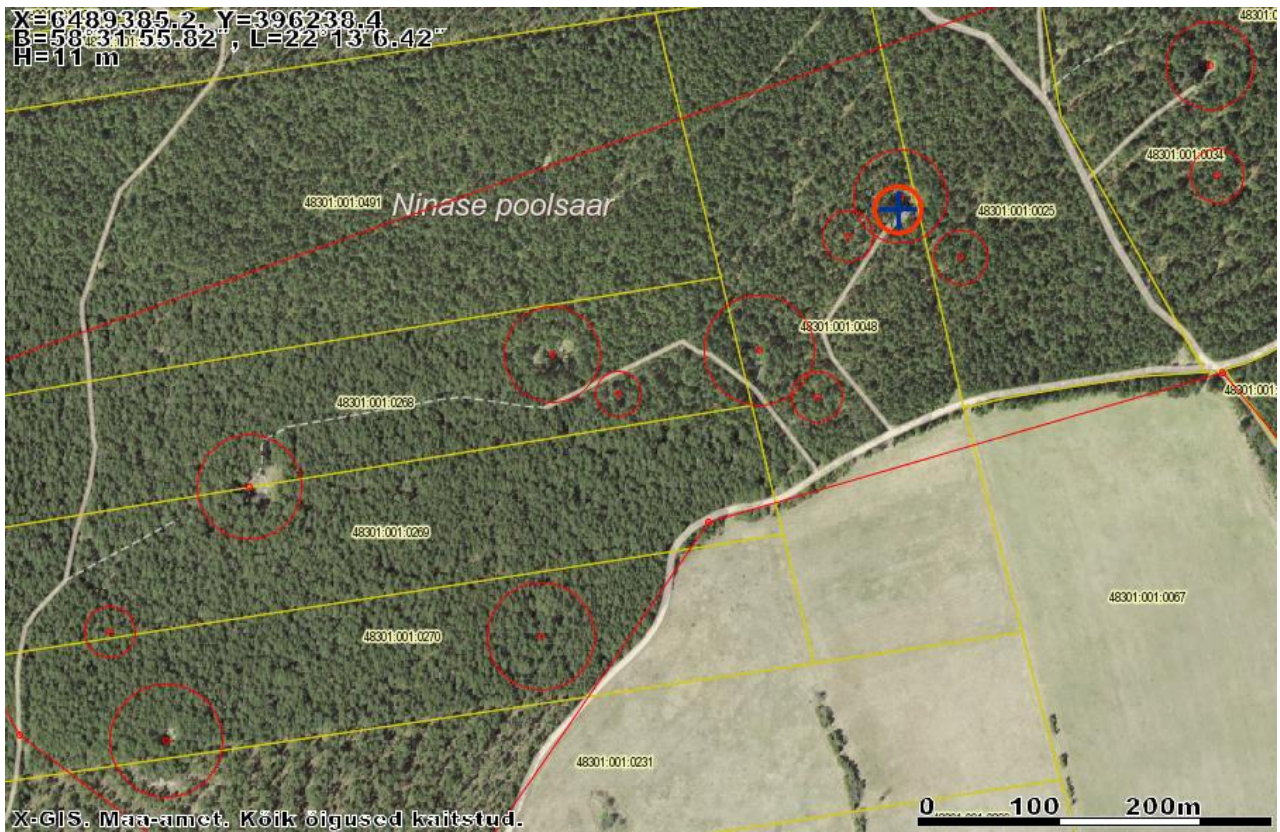 X=6489385.2, Y=396238.4
B=58°31'55.82", L=22°13'6.42"
H=11 m
48301:001:0034
48301:001:0491
Ninase poolsaar
48301:001:0025
48301:001:0048
48301:001:0268
48301:001:0269
48301:001:0067
48301:001:0270
48301:001:0231
X-GIS. Maa-amet. Kõik õigused kaitstud.
0 100 200m